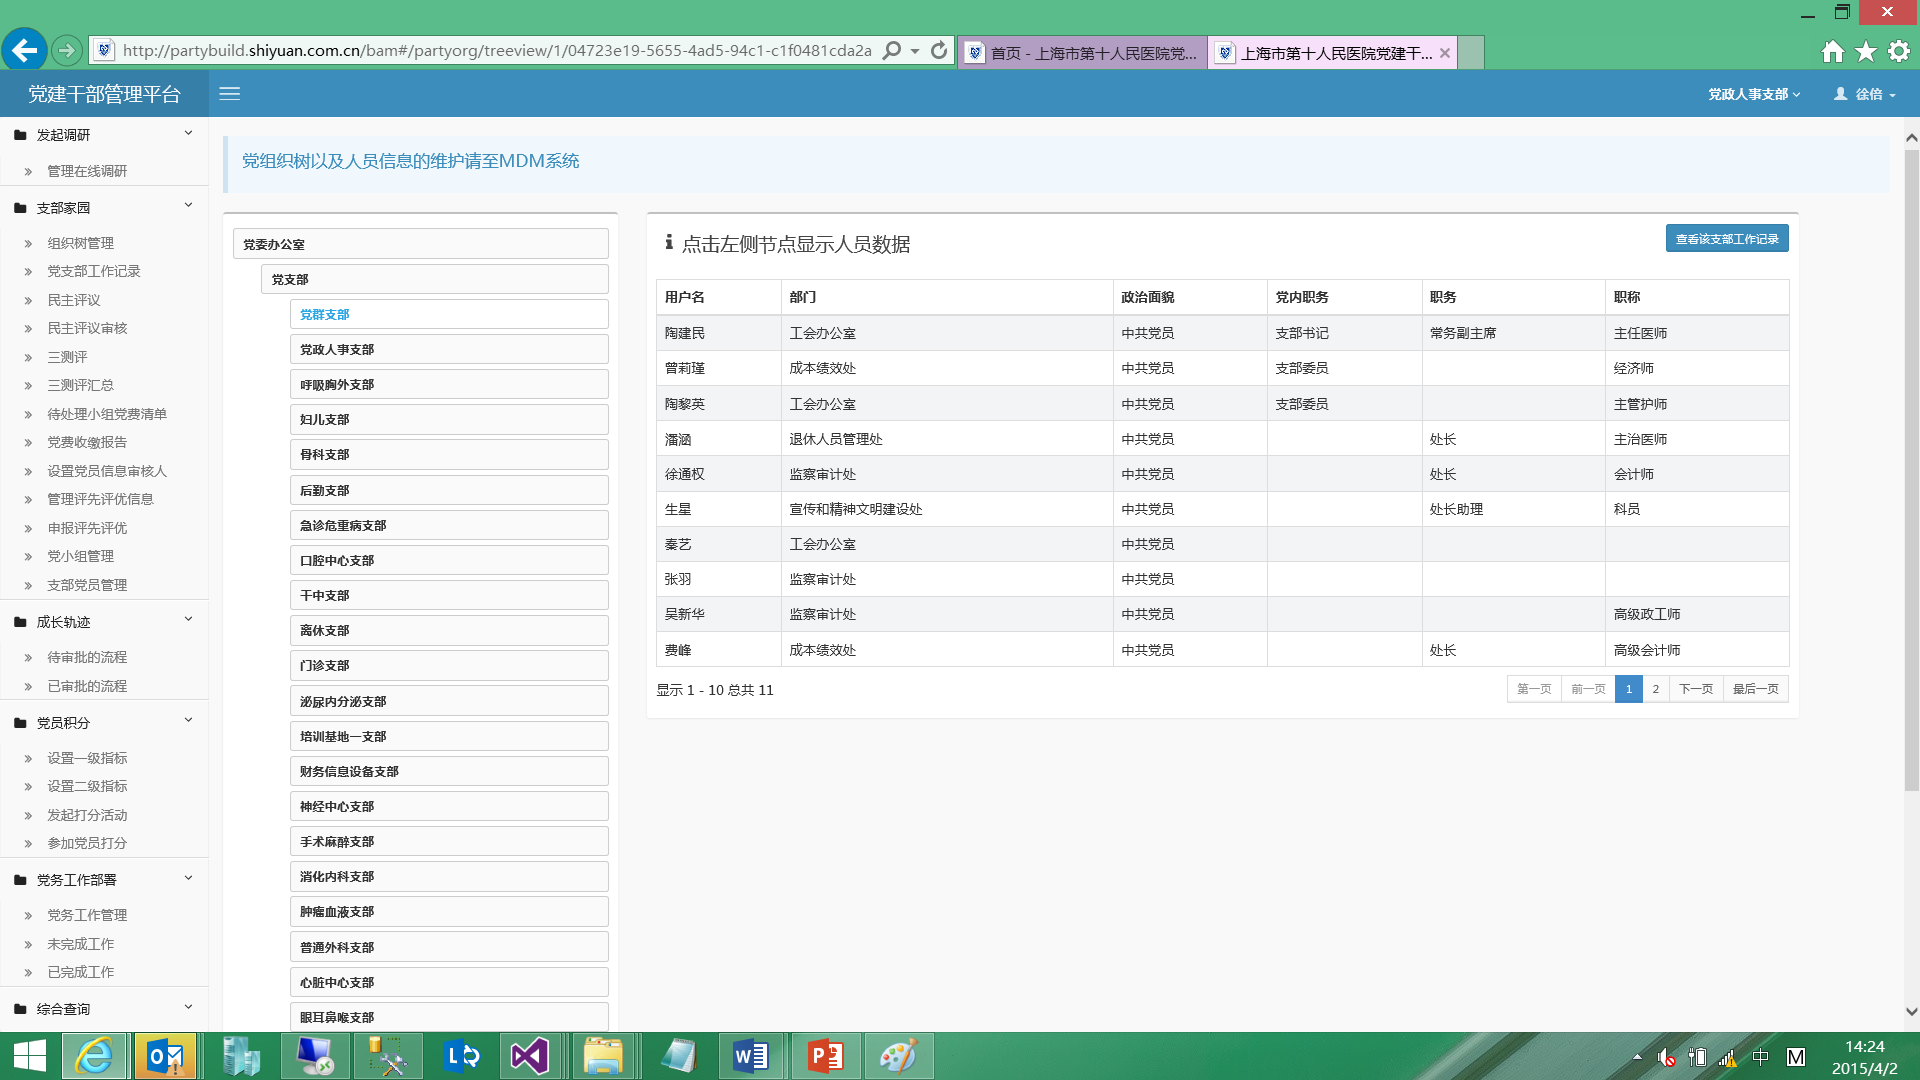 http://partybuild.shiyuan.com.cn/bam#/partyorg/treeview/1/04723e19-5655-4ad5-94c1-c1f0481cda2a
首页 - 上海市第十人民医院党...
上海市第十人民医院党建干...
党建干部管理平台
党政人事支部
徐倍
发起调研
管理在线调研
支部家园
组织树管理
党支部工作记录
民主评议
民主评议审核
三测评
三测评汇总
待处理小组党费清单
党费收缴报告
设置党员信息审核人
管理评先评优信息
申报评先评优
党小组管理
支部党员管理
成长轨迹
待审批的流程
已审批的流程
党员积分
设置一级指标
设置二级指标
发起打分活动
参加党员打分
党务工作部署
党务工作管理
未完成工作
已完成工作
综合查询
党组织树以及人员信息的维护请至MDM系统
党委办公室
党支部
党群支部
党政人事支部
呼吸胸外支部
妇儿支部
骨科支部
后勤支部
急诊危重病支部
口腔中心支部
干中支部
离休支部
门诊支部
泌尿内分泌支部
培训基地一支部
财务信息设备支部
神经中心支部
手术麻醉支部
消化内科支部
肿瘤血液支部
普通外科支部
心脏中心支部
眼耳鼻喉支部
点击左侧节点显示人员数据
查看该支部工作记录
用户名 部门 政治面貌 党内职务 职务 职称
陶建民 工会办公室 中共党员 支部书记 常务副主席 主任医师
曾莉瑾 成本绩效处 中共党员 支部委员 经济师
陶黎英 工会办公室 中共党员 支部委员 主管护师
潘涵 退休人员管理处 中共党员 处长 主治医师
徐通权 监察审计处 中共党员 处长 会计师
生星 宣传和精神文明建设处 中共党员 处长助理 科员
秦艺 工会办公室 中共党员
张羽 监察审计处 中共党员
吴新华 监察审计处 中共党员 高级政工师
费峰 成本绩效处 中共党员 处长 高级会计师
显示 1 - 10 总共 11
第一页 前一页 1 2 下一页 最后一页
中 M
14:24
2015/4/2